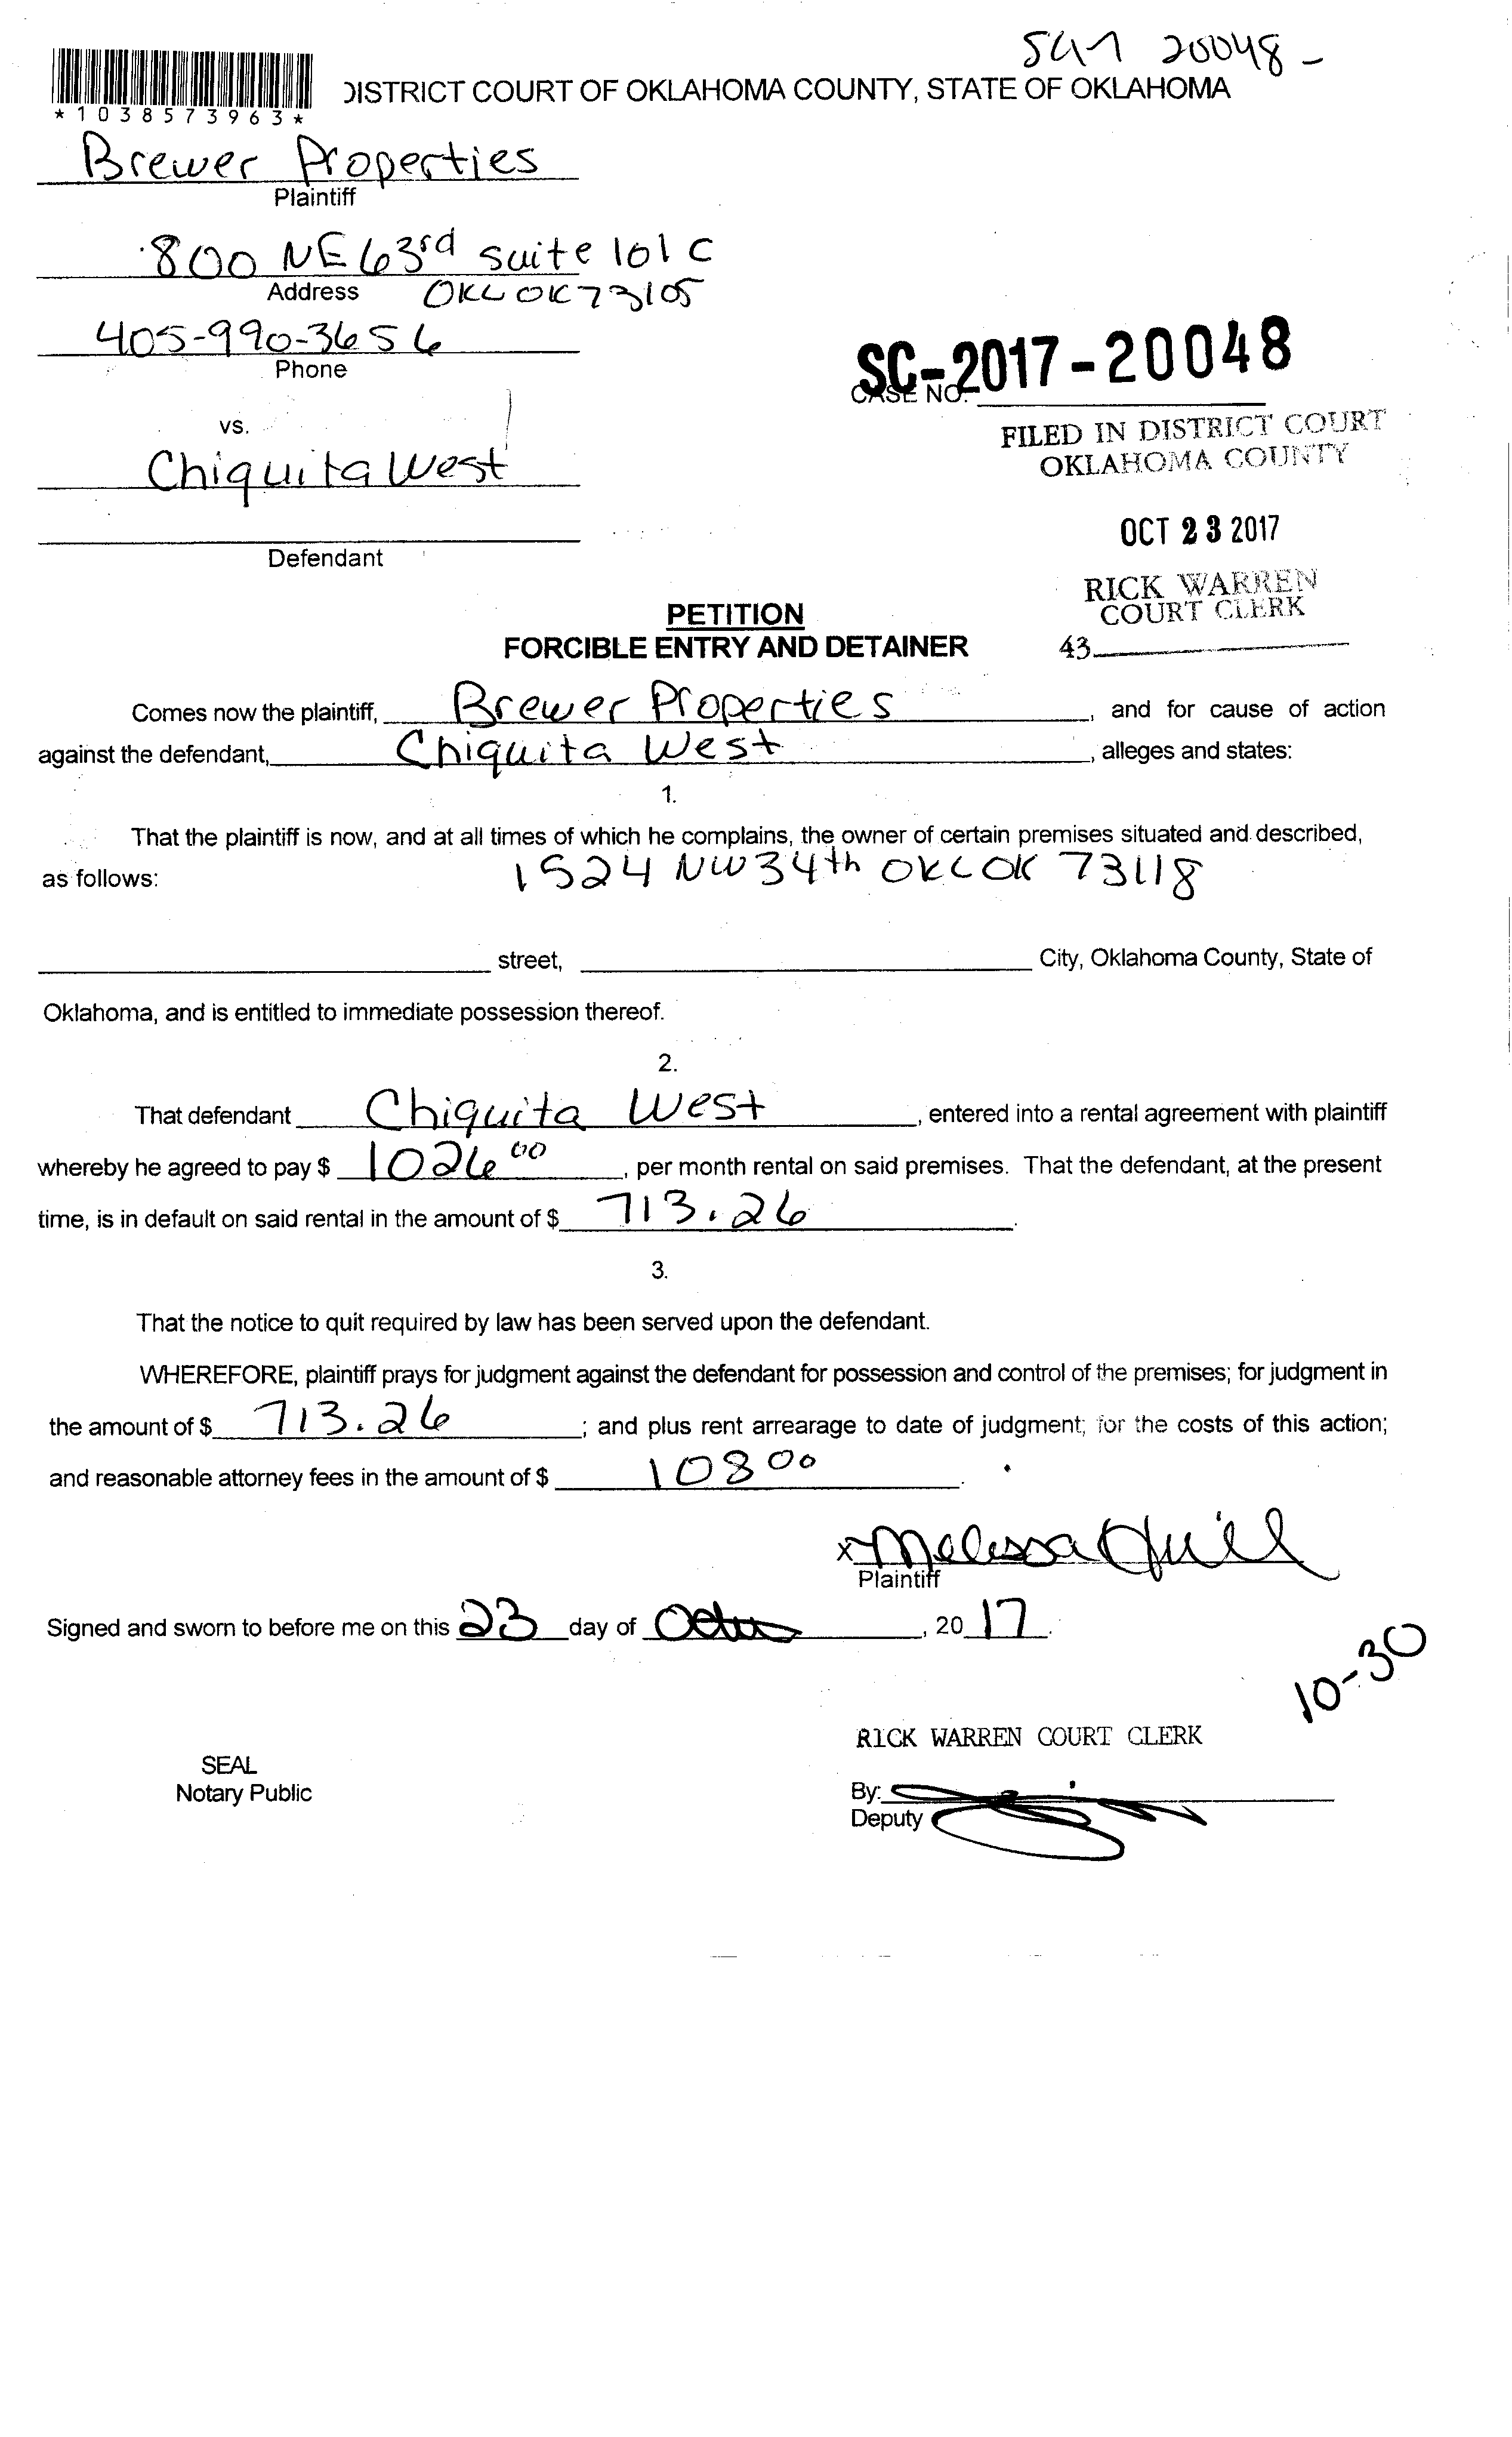 20048-
DISTRICT COURT OF OKLAHOMA COUNTY, STATE OF OKLAHOMA
*1038573963*
Brewer Properties
Plaintiff
800 NE 63rd suite 101 C
Address OKC OK 73105
405-990-3656
Phone
SC-2017-20048
CASE NO.
vs.
FILED IN DISTRICT COURT
OKLAHOMA COUNTY
Chiquita West
OCT 23 2017
Defendant
RICK WARREN
COURT CLERK
43
PETITION
FORCIBLE ENTRY AND DETAINER
Comes now the plaintiff, Brewer Properties, and for cause of action
against the defendant, Chiquita West, alleges and states:
1.
That the plaintiff is now, and at all times of which he complains, the owner of certain premises situated and described,
as follows: 1524 NW 34th OKC OK 73118
street, City, Oklahoma County, State of
Oklahoma, and is entitled to immediate possession thereof.
2.
That defendant Chiquita West, entered into a rental agreement with plaintiff
whereby he agreed to pay $ 1026 00, per month rental on said premises. That the defendant, at the present
time, is in default on said rental in the amount of $ 713.26.
3.
That the notice to quit required by law has been served upon the defendant.
WHEREFORE, plaintiff prays for judgment against the defendant for possession and control of the premises; for judgment in
the amount of $ 713.26; and plus rent arrearage to date of judgment; for the costs of this action;
and reasonable attorney fees in the amount of $ 108 00.
x Melissa
Plaintiff
Signed and sworn to before me on this 23 day of , 20 17.
10-30
RICK WARREN COURT CLERK
SEAL
Notary Public
By:
Deputy